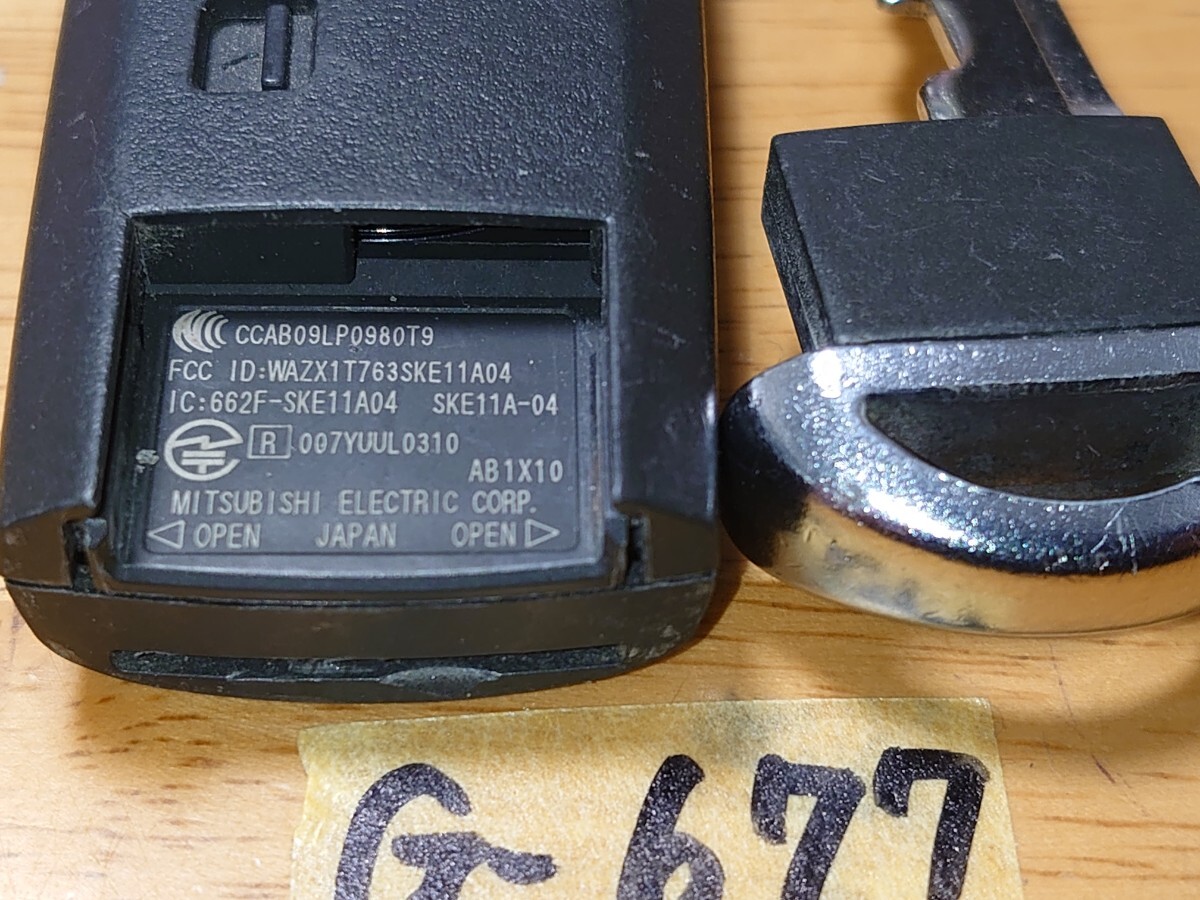 CCAB09LP0980T9
FCC ID:WAZX1T763SKE11A04
IC:662F-SKE11A04 SKE11A-04
R 007YUUL0310
AB1X10
MITSUBISHI ELECTRIC CORP.
◁ OPEN JAPAN OPEN ▷
G-677